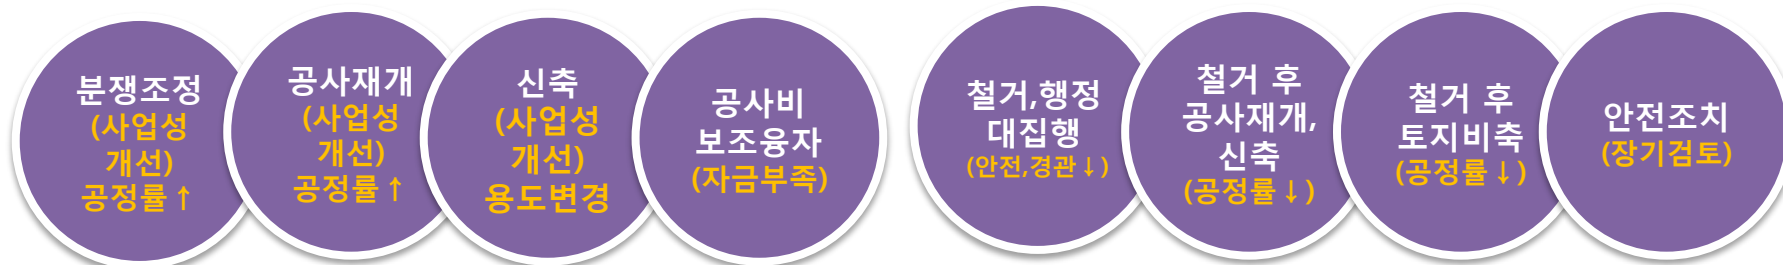 분쟁조정
(사업성
개선)
공정률↑
공사재개
(사업성
개선)
공정률↑
신축
(사업성
개선)
용도변경
공사비
보조융자
(자금부족)
철거,행정
대집행
(안전,경관↓)
철거 후
공사재개,
신축
(공정률↓)
철거 후
토지비축
(공정률↓)
안전조치
(장기검토)